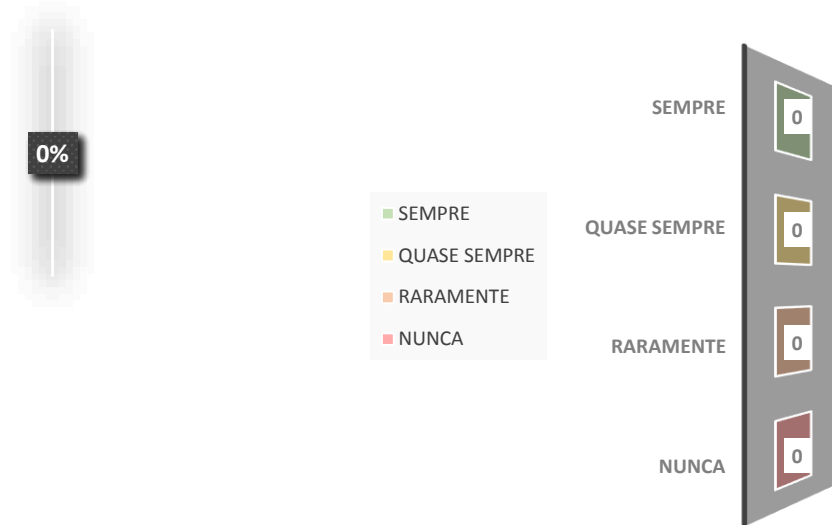 0%
SEMPRE
QUASE SEMPRE
RARAMENTE
NUNCA
SEMPRE
0
QUASE SEMPRE
0
RARAMENTE
0
NUNCA
0